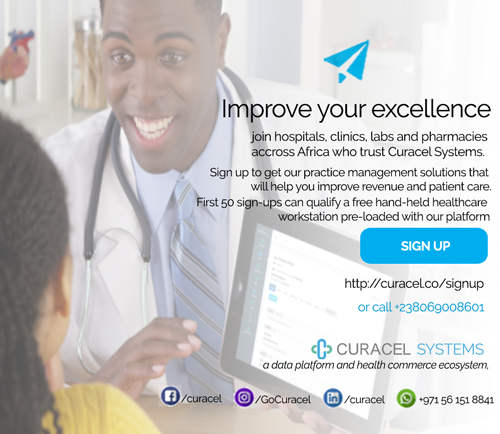 Improve your excellence
join hospitals, clinics, labs and pharmacies
accross Africa who trust Curacel Systems.
Sign up to get our practice management solutions that
will help you improve revenue and patient care.
First 50 sign-ups can qualify a free hand-held healthcare
workstation pre-loaded with our platform
SIGN UP
http://curacel.co/signup
or call +238069008601
CURACEL SYSTEMS
a data platform and health commerce ecosystem,
/curacel
/GoCuracel
/curacel
+971 56 151 8841